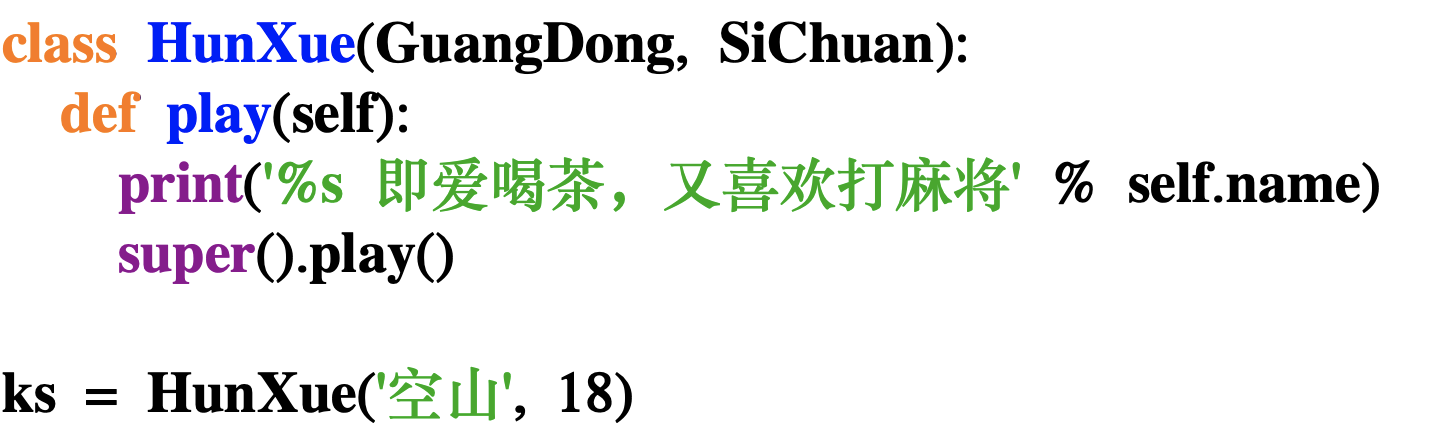 class HunXue(GuangDong, SiChuan):
  def play(self):
    print('%s 即爱喝茶，又喜欢打麻将' % self.name)
    super().play()

ks = HunXue('空山', 18)